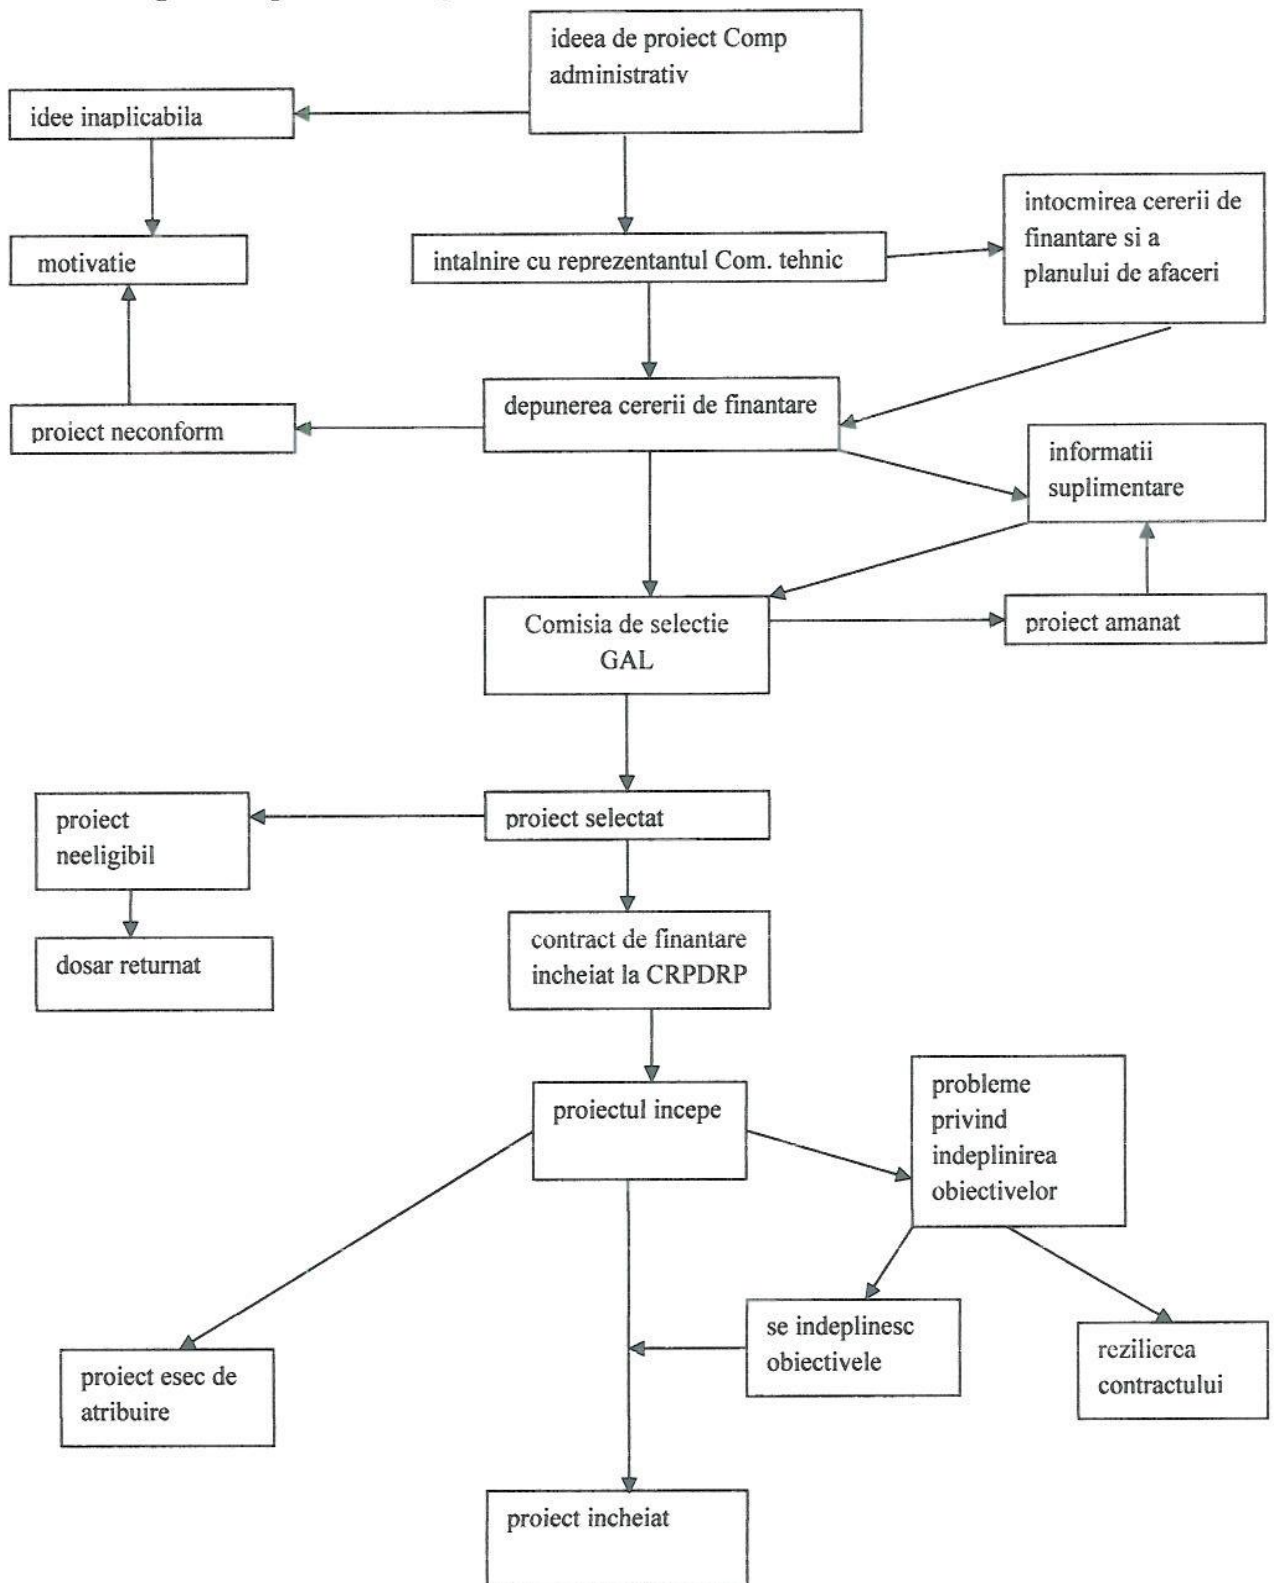 ideea de proiect Comp
administrativ
idee inaplicabila
intocmirea cererii de
finantare si a
planului de afaceri
motivatie
intalnire cu reprezentantul Com. tehnic
depunerea cererii de finantare
proiect neconform
informatii
suplimentare
Comisia de selectie
GAL
proiect amanat
proiect
neeligibil
proiect selectat
dosar returnat
contract de finantare
incheiat la CRPDRP
proiectul incepe
probleme
privind
indeplinirea
obiectivelor
se indeplinesc
obiectivele
rezilierea
contractului
proiect esec de
atribuire
proiect incheiat